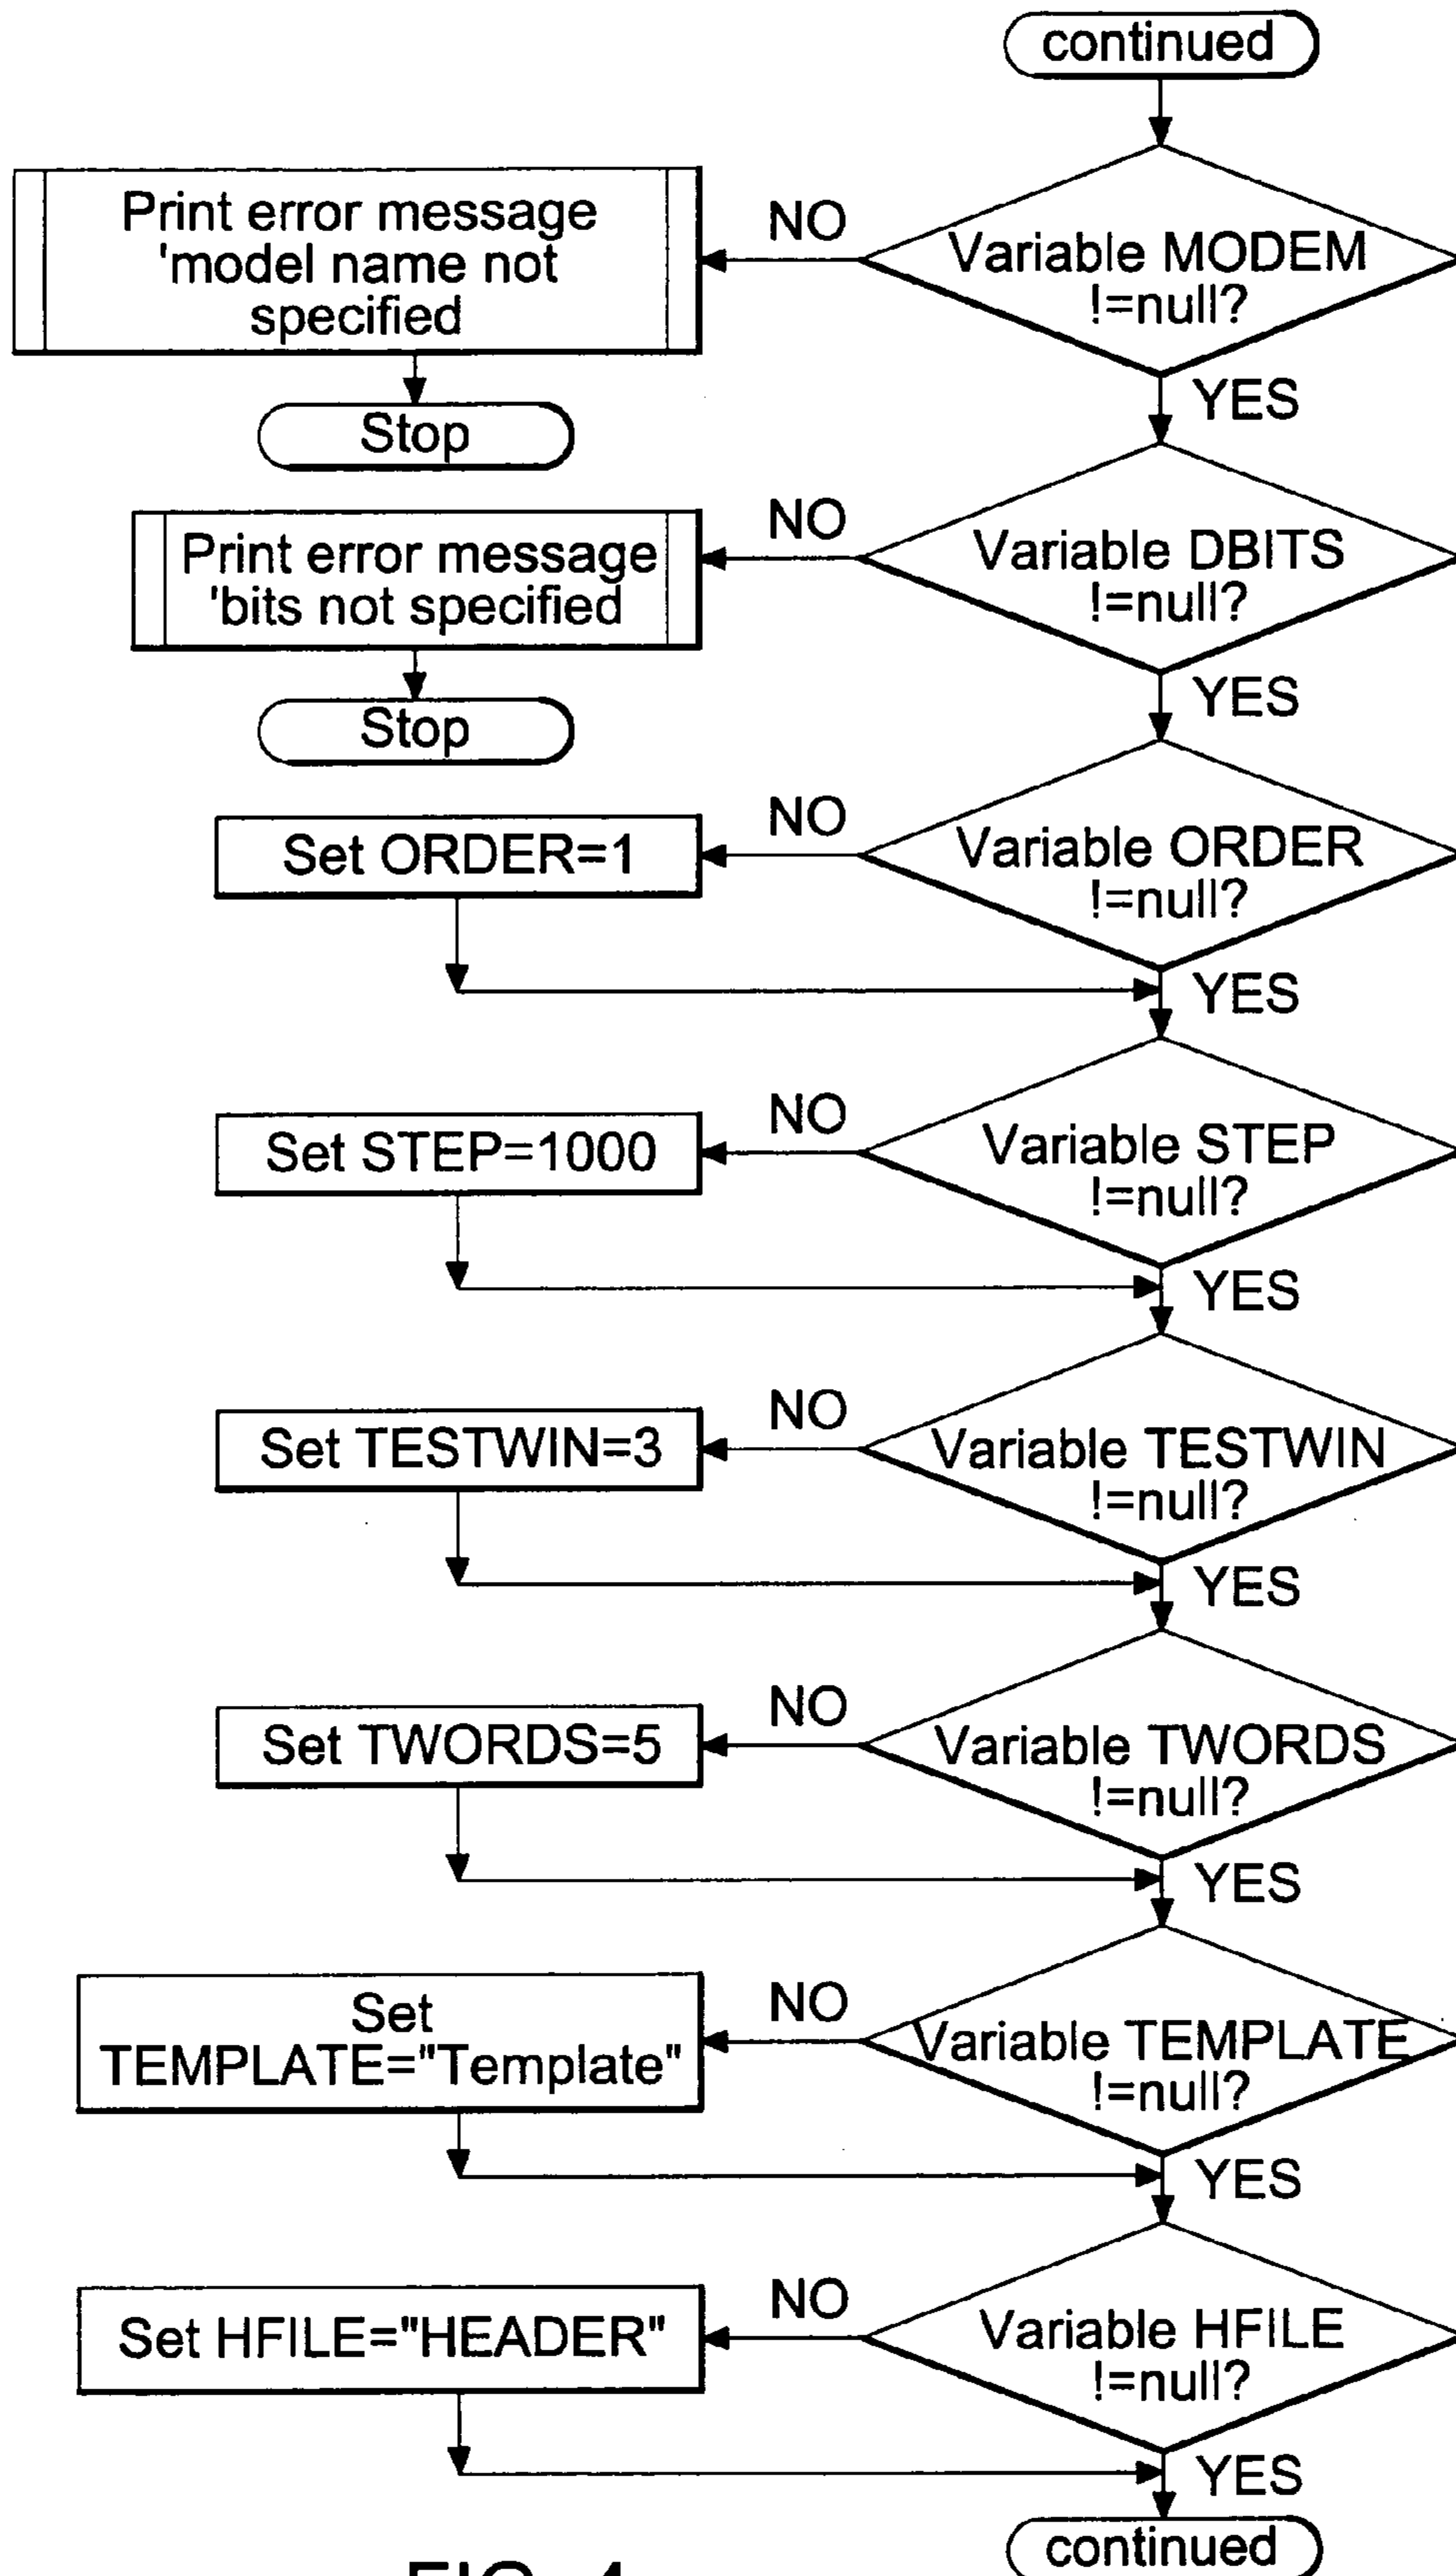 continued
Print error message
'model name not
specified
NO
Variable MODEM
!=null?
Stop
YES
Print error message
'bits not specified
NO
Variable DBITS
!=null?
Stop
YES
Set ORDER=1
NO
Variable ORDER
!=null?
YES
Set STEP=1000
NO
Variable STEP
!=null?
YES
Set TESTWIN=3
NO
Variable TESTWIN
!=null?
YES
Set TWORDS=5
NO
Variable TWORDS
!=null?
YES
Set
TEMPLATE="Template"
NO
Variable TEMPLATE
!=null?
YES
Set HFILE="HEADER"
NO
Variable HFILE
!=null?
YES
continued